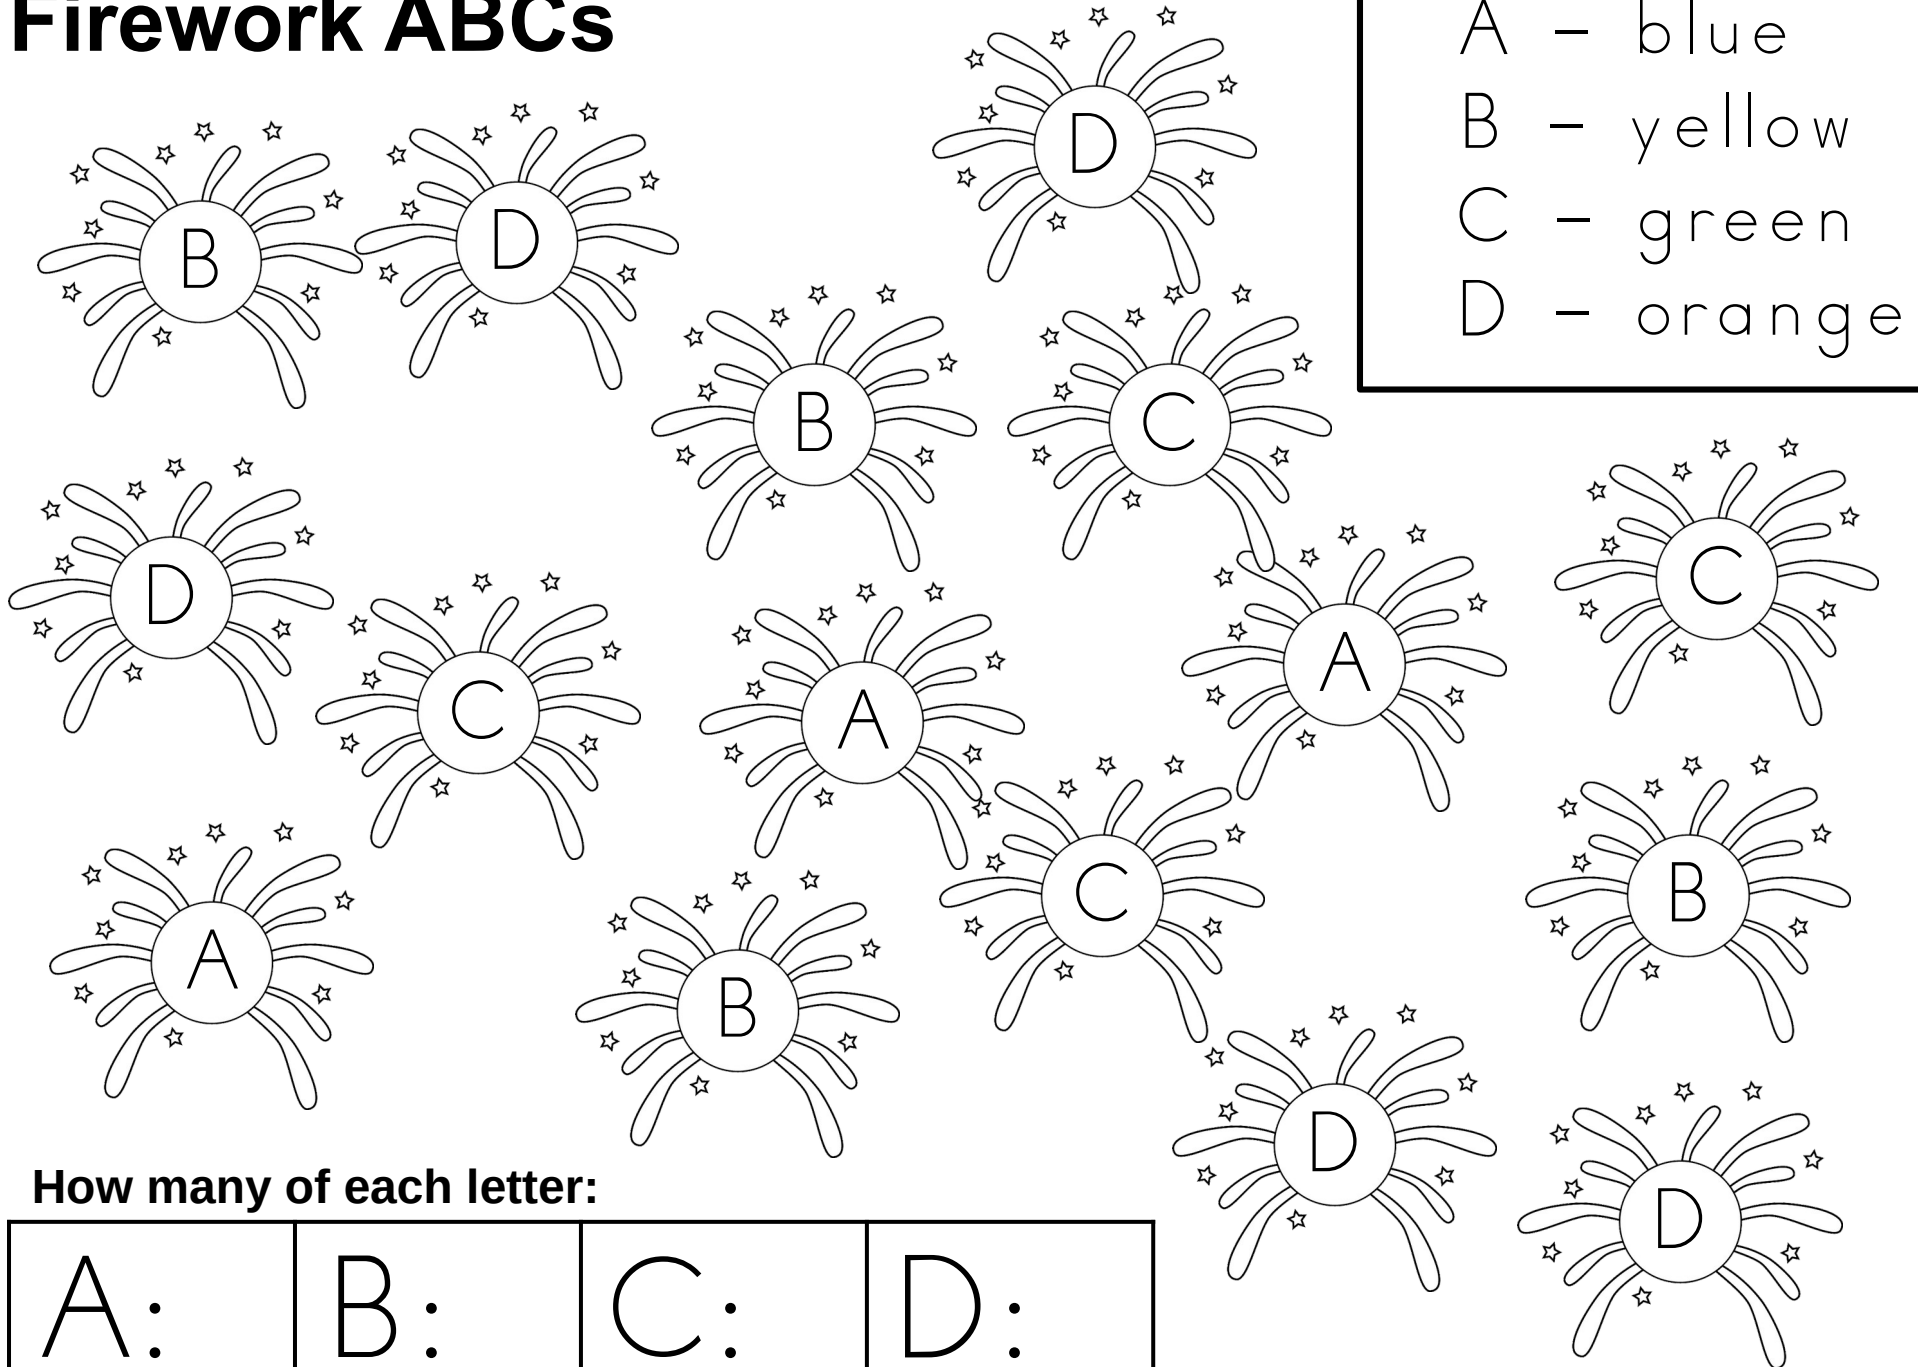 Firework ABCs
A - blue
B - yellow
C - green
D - orange
D
B
D
B
C
D
C
A
C
A
A
B
C
B
D
D
How many of each letter:
A:
B:
C:
D: